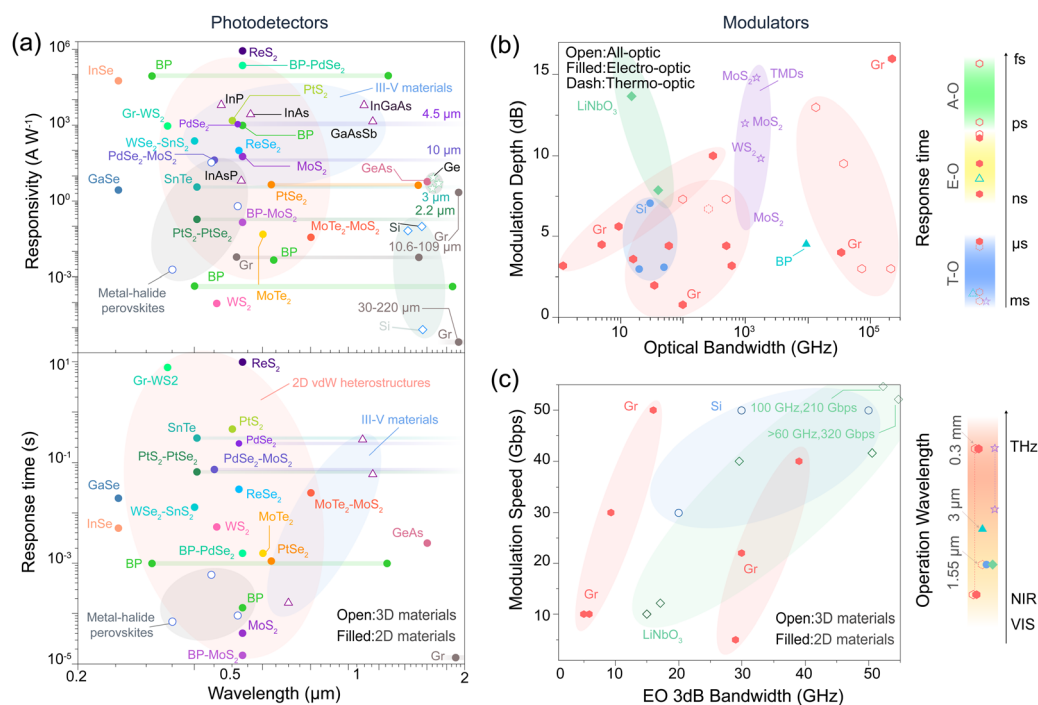 Photodetectors
Modulators
(a)
10⁶
10³
10⁰
10⁻³
Responsivity (A W⁻¹)
InSe
BP
ReS₂
BP-PdSe₂
PtS₂
III-V materials
InP
InAs
InGaAs
GaAsSb
4.5 μm
Gr-WS₂
PdSe₂
BP
WSe₂-SnS₂
ReSe₂
10 μm
PdSe₂-MoS₂
MoS₂
InAsP
GeAs
Ge
GaSe
SnTe
PtSe₂
3 μm
2.2 μm
BP-MoS₂
PtS₂-PtSe₂
MoTe₂-MoS₂
Si
Gr
10.6-109 μm
Gr
BP
BP
MoTe₂
Metal-halide
perovskites
WS₂
30-220 μm
Si
Gr
10¹
10⁻¹
10⁻³
10⁻⁵
Response time (s)
ReS₂
Gr-WS2
2D vdW heterostructures
PtS₂
III-V materials
SnTe
PdSe₂
PtS₂-PtSe₂
PdSe₂-MoS₂
GaSe
ReSe₂
WSe₂-SnS₂
MoTe₂-MoS₂
InSe
WS₂
MoTe₂
GeAs
BP-PdSe₂
PtSe₂
BP
BP
Metal-halide
perovskites
MoS₂
Open:3D materials
Filled:2D materials
BP-MoS₂
Gr
0.2
0.5
1
2
Wavelength (μm)
(b)
Open:All-optic
Filled:Electro-optic
Dash:Thermo-optic
15
10
5
0
Modulation Depth (dB)
LiNbO₃
MoS₂
TMDs
MoS₂
WS₂
MoS₂
Gr
Gr
Si
BP
Gr
Gr
10¹
10³
10⁵
Optical Bandwidth (GHz)
fs
ps
ns
μs
ms
A-O
E-O
T-O
Response time
(c)
50
40
30
20
10
Modulation Speed (Gbps)
Gr
Si
100 GHz,210 Gbps
>60 GHz,320 Gbps
Gr
LiNbO₃
Open:3D materials
Filled:2D materials
0
10
20
30
40
50
EO 3dB Bandwidth (GHz)
Operation Wavelength
0.3 mm
3 μm
1.55 μm
THz
NIR
VIS